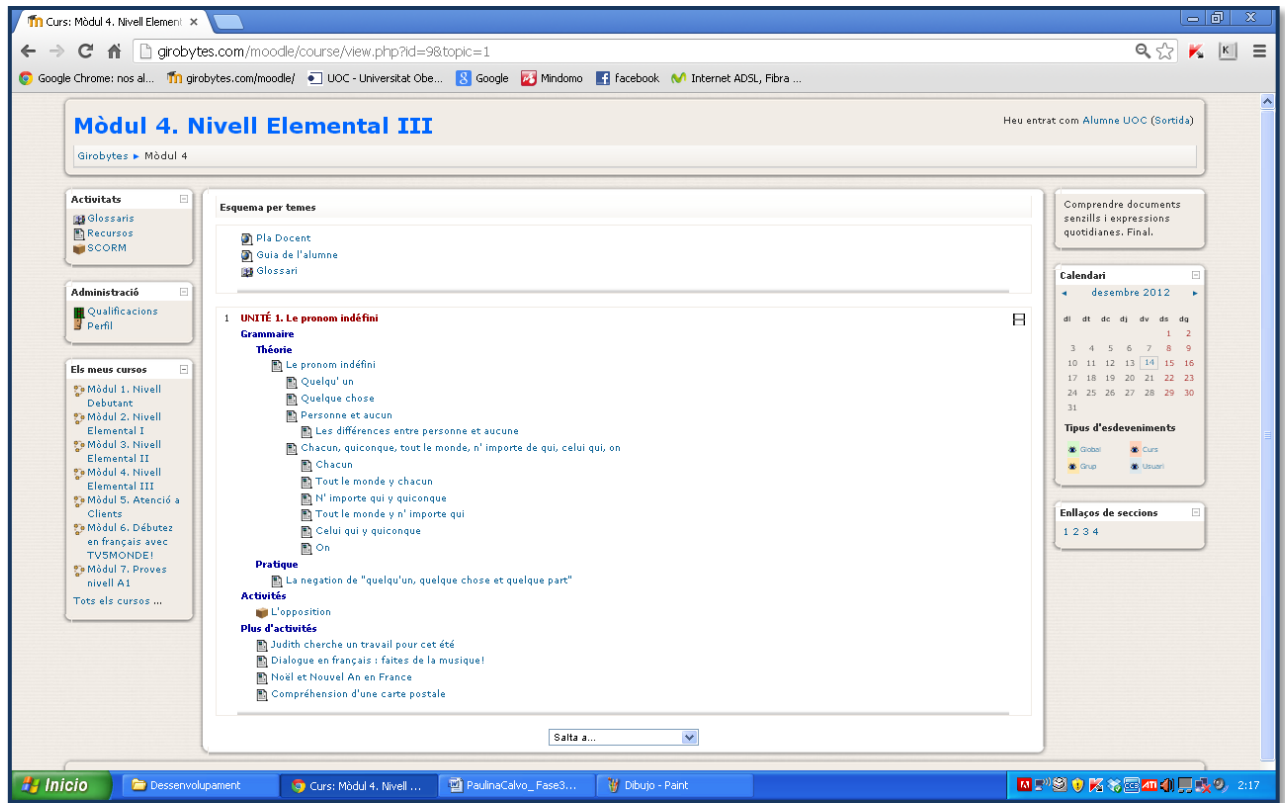 Curs: Mòdul 4. Nivell Element
girobytes.com/moodle/course/view.php?id=9&topic=1
Google Chrome: nos al...
girobytes.com/moodle/
UOC - Universitat Obe...
Google
Mindomo
facebook
Internet ADSL, Fibra ...
Mòdul 4. Nivell Elemental III
Heu entrat com Alumne UOC (Sortida)
Girobytes ► Mòdul 4
Activitats
Glossaris
Recursos
SCORM
Administració
Qualificacions
Perfil
Els meus cursos
Mòdul 1. Nivell
Debutant
Mòdul 2. Nivell
Elemental I
Mòdul 3. Nivell
Elemental II
Mòdul 4. Nivell
Elemental III
Mòdul 5. Atenció a
Clients
Mòdul 6. Débutez
en français avec
TV5MONDE!
Mòdul 7. Proves
nivell A1
Tots els cursos ...
Esquema per temes
Pla Docent
Guia de l'alumne
Glossari
1 UNITÉ 1. Le pronom indéfini
Grammaire
Théorie
Le pronom indéfini
Quelqu' un
Quelque chose
Personne et aucun
Les différences entre personne et aucune
Chacun, quiconque, tout le monde, n' importe de qui, celui qui, on
Chacun
Tout le monde y chacun
N' importe qui y quiconque
Tout le monde y n' importe qui
Celui qui y quiconque
On
Pratique
La negation de "quelqu'un, quelque chose et quelque part"
Activités
L'opposition
Plus d'activités
Judith cherche un travail pour cet été
Dialogue en français : faites de la musique!
Noël et Nouvel An en France
Compréhension d'une carte postale
Salta a...
Comprendre documents
senzills i expressions
quotidianes. Final.
Calendari
◄ desembre 2012 ►
dl dt dc dj dv ds dg
1 2
3 4 5 6 7 8 9
10 11 12 13 14 15 16
17 18 19 20 21 22 23
24 25 26 27 28 29 30
31
Tipus d'esdeveniments
Global Curs
Grup Usuari
Enllaços de seccions
1 2 3 4
Inicio
Dessenvolupament
Curs: Mòdul 4. Nivell ...
PaulinaCalvo_ Fase3...
Dibujo - Paint
2:17